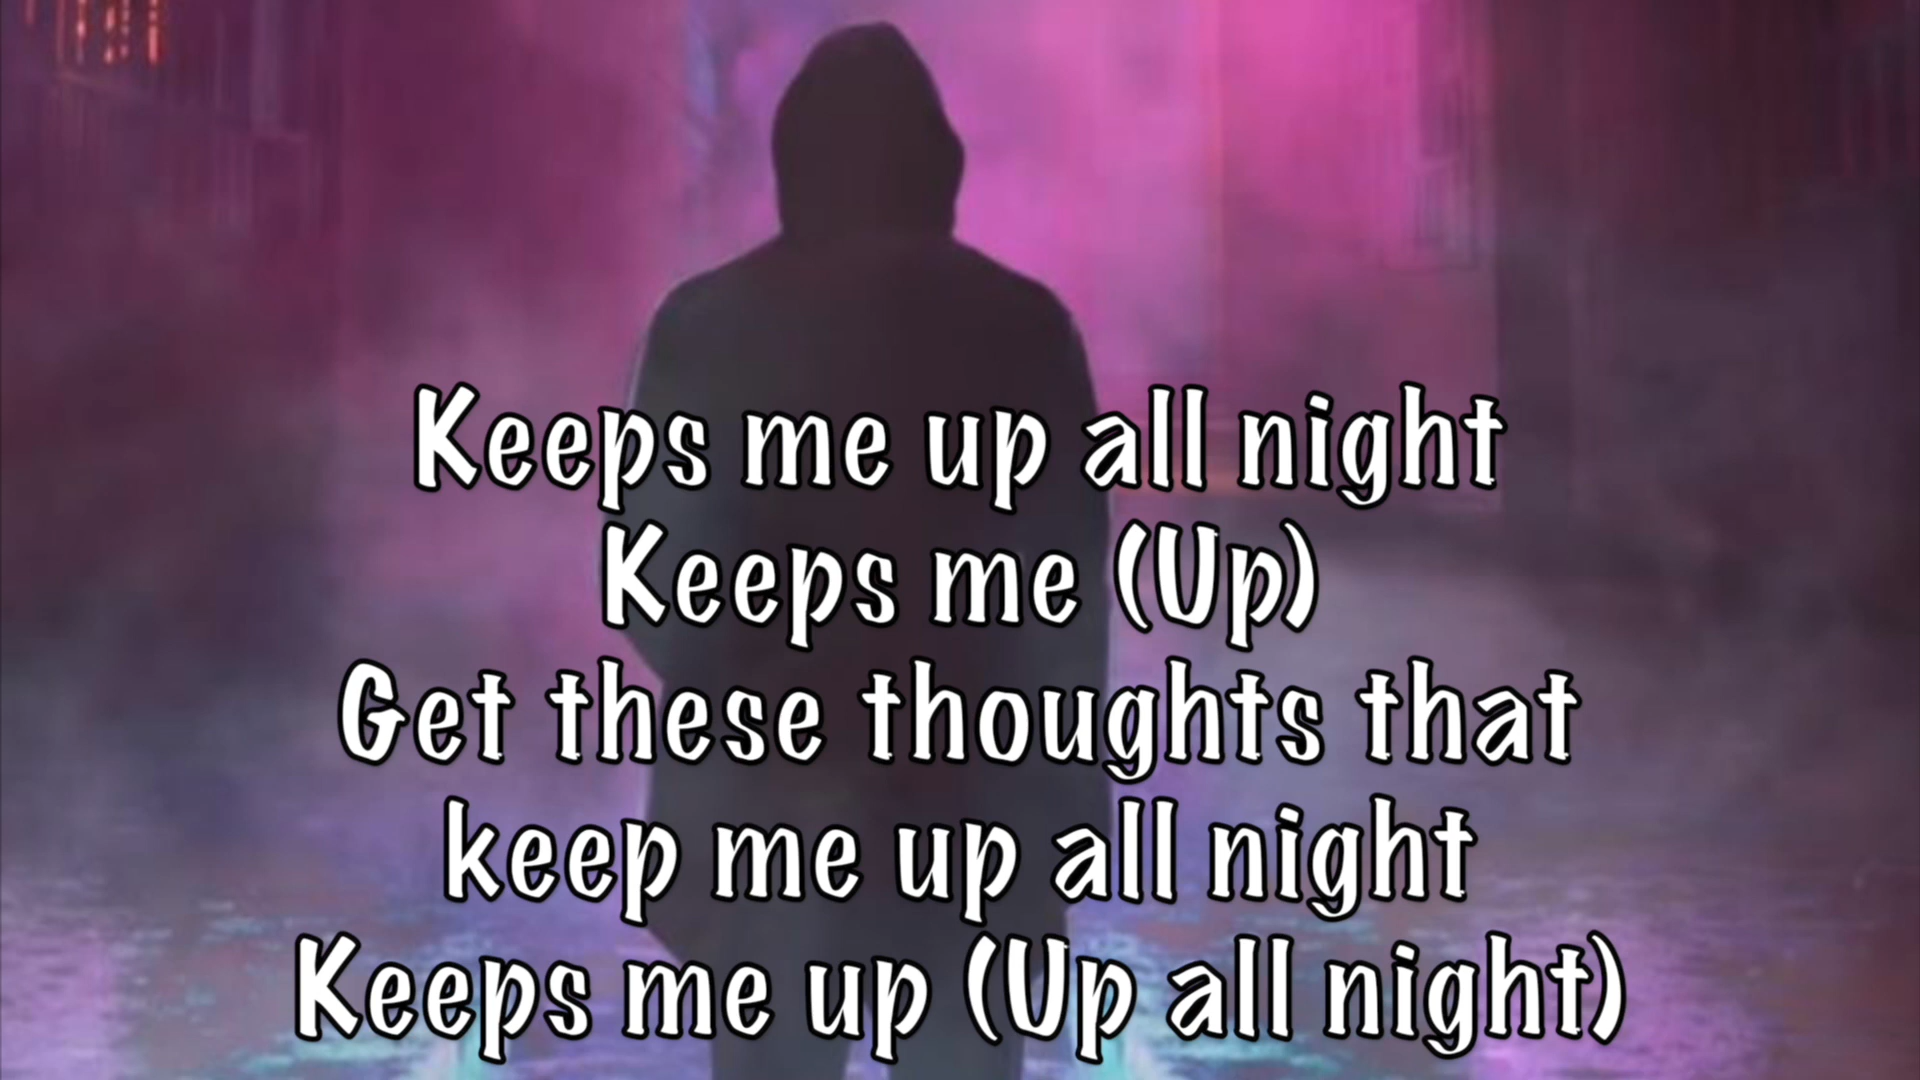 Keeps me up all night
Keeps me (Up)
Get these thoughts that
keep me up all night
Keeps me up (Up all night)